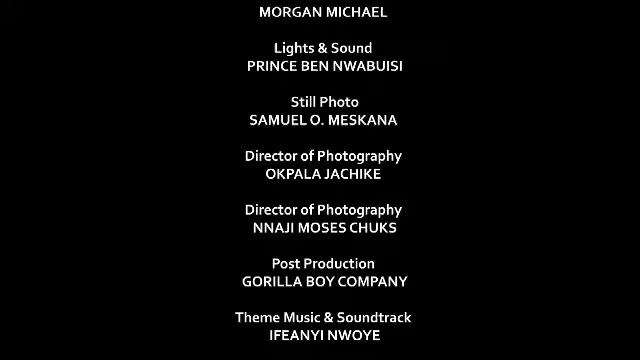 MORGAN MICHAEL
Lights & Sound
PRINCE BEN NWABUISI
Still Photo
SAMUEL O. MESKANA
Director of Photography
OKPALA JACHIKE
Director of Photography
NNAJI MOSES CHUKS
Post Production
GORILLA BOY COMPANY
Theme Music & Soundtrack
IFEANYI NWOYE